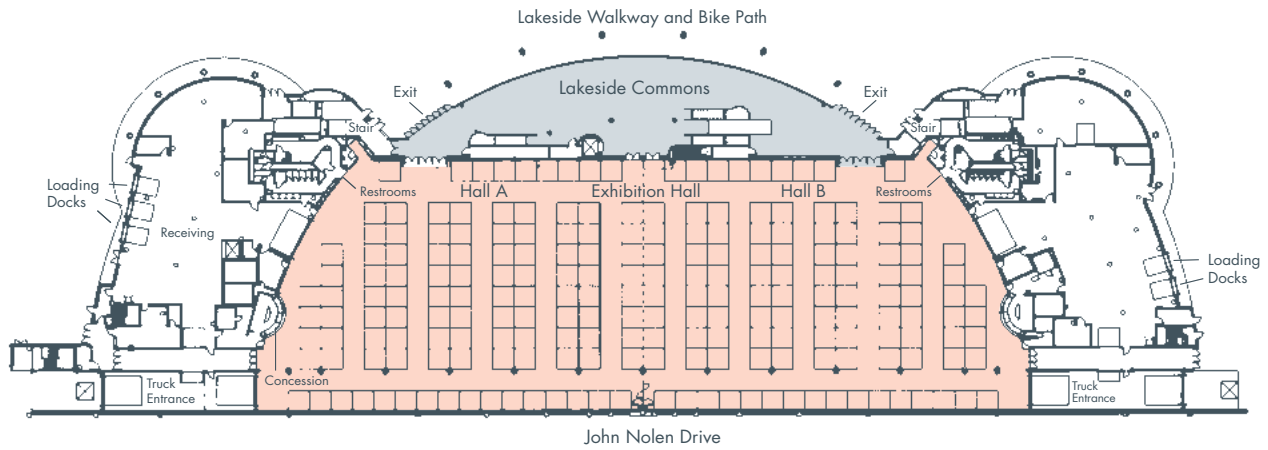 Lakeside Walkway and Bike Path
Exit
Lakeside Commons
Exit
Stair
Stair
Loading
Docks
Restrooms
Hall A
Exhibition Hall
Hall B
Restrooms
Receiving
Loading
Docks
Concession
Truck
Entrance
Truck
Entrance
John Nolen Drive